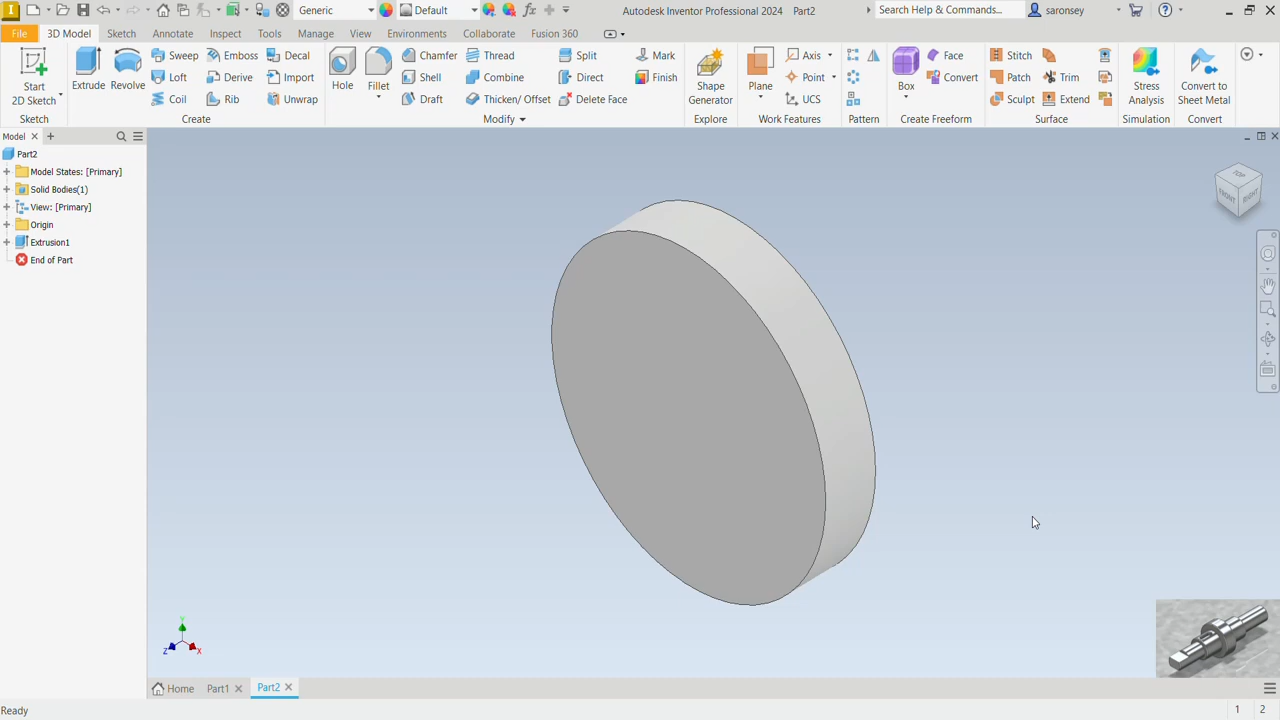 Generic
Default
fx
Autodesk Inventor Professional 2024 Part2
Search Help & Commands...
saronsey
File
3D Model
Sketch
Annotate
Inspect
Tools
Manage
View
Environments
Collaborate
Fusion 360
Start
2D Sketch
Sketch
Extrude
Revolve
Sweep
Loft
Coil
Emboss
Derive
Rib
Decal
Import
Unwrap
Create
Hole
Fillet
Chamfer
Shell
Draft
Thread
Combine
Thicken/ Offset
Split
Direct
Delete Face
Mark
Finish
Modify
Shape
Generator
Explore
Plane
Axis
Point
UCS
Work Features
Pattern
Box
Face
Convert
Create Freeform
Stitch
Patch
Sculpt
Trim
Extend
Surface
Stress
Analysis
Simulation
Convert to
Sheet Metal
Convert
Model
Part2
Model States: [Primary]
Solid Bodies(1)
View: [Primary]
Origin
Extrusion1
End of Part
TOP
FRONT
RIGHT
Y
Z
X
Home
Part1
Part2
Ready
1
2